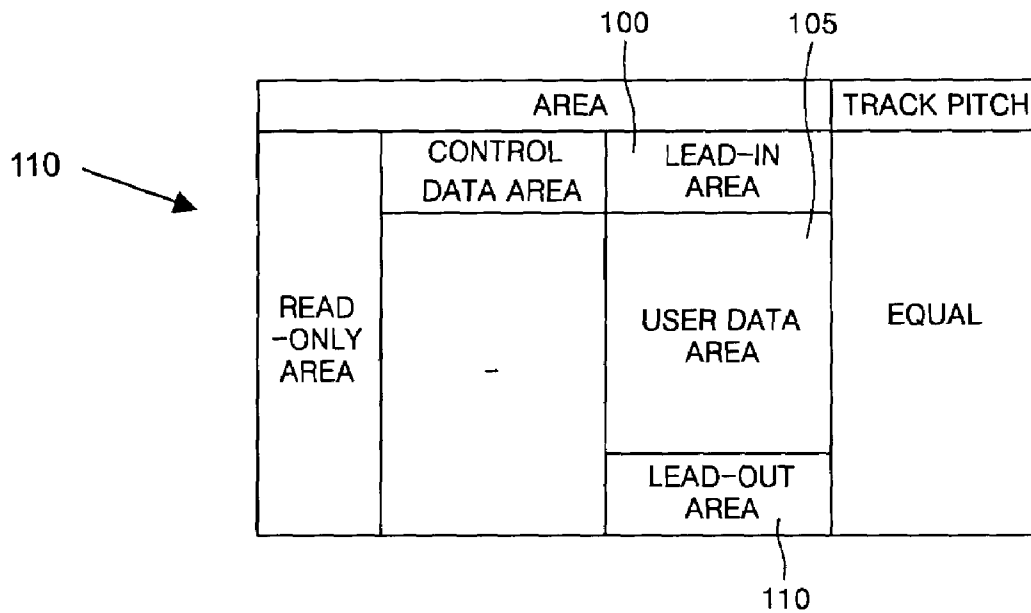 100
105
AREA
TRACK PITCH
110
CONTROL
DATA AREA
LEAD-IN
AREA
READ
-ONLY
AREA
-
USER DATA
AREA
EQUAL
LEAD-OUT
AREA
110